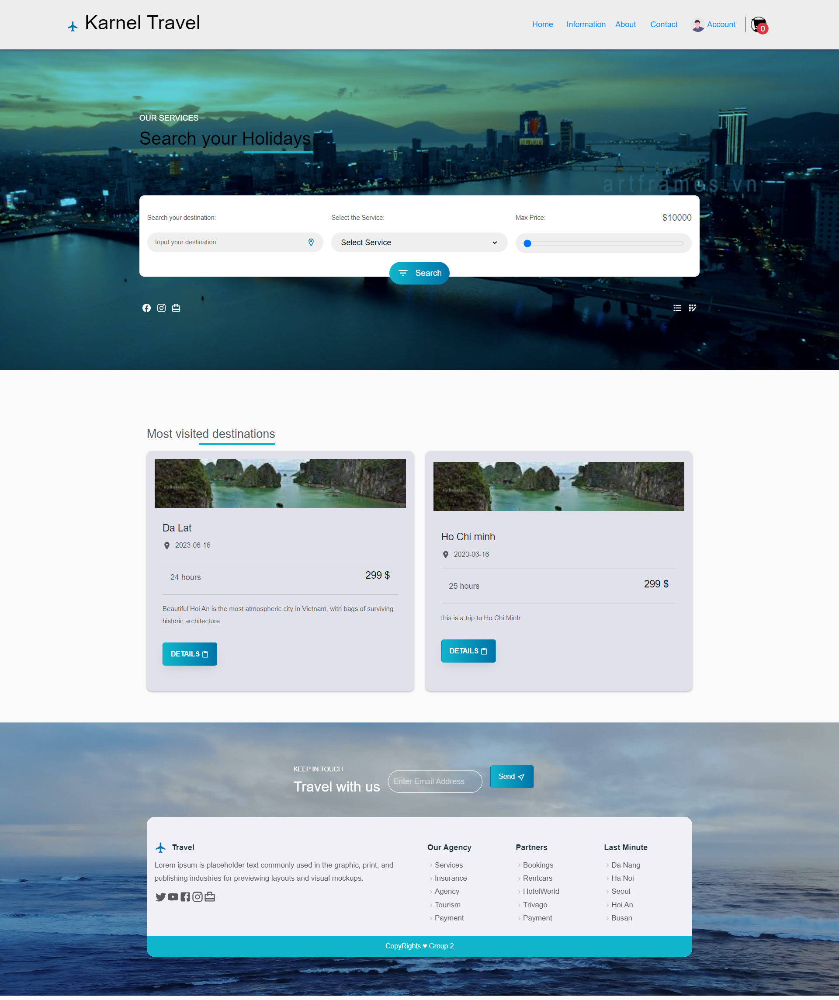 Karnel Travel
Home Information About Contact Account 0
OUR SERVICES
Search your Holidays
artframes.vn
Search your destination: Select the Service: Max Price: $10000
Input your destination Select Service
Search
Most visited destinations
Da Lat
2023-06-16
24 hours 299 $
Beautiful Hoi An is the most atmospheric city in Vietnam, with bags of surviving
historic architecture.
DETAILS
Ho Chi minh
2023-06-16
25 hours 299 $
this is a trip to Ho Chi Minh
DETAILS
KEEP IN TOUCH
Travel with us
Enter Email Address
Send
Travel
Lorem ipsum is placeholder text commonly used in the graphic, print, and
publishing industries for previewing layouts and visual mockups.
Our Agency
Services
Insurance
Agency
Tourism
Payment
Partners
Bookings
Rentcars
HotelWorld
Trivago
Payment
Last Minute
Da Nang
Ha Noi
Seoul
Hoi An
Busan
CopyRights ♥ Group 2